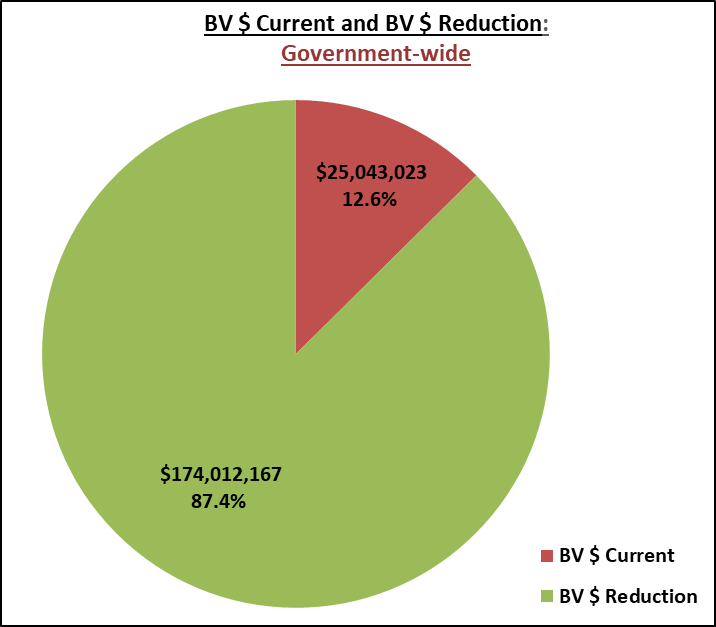 BV $ Current and BV $ Reduction:
Government-wide
$25,043,023
12.6%
$174,012,167
87.4%
BV $ Current
BV $ Reduction